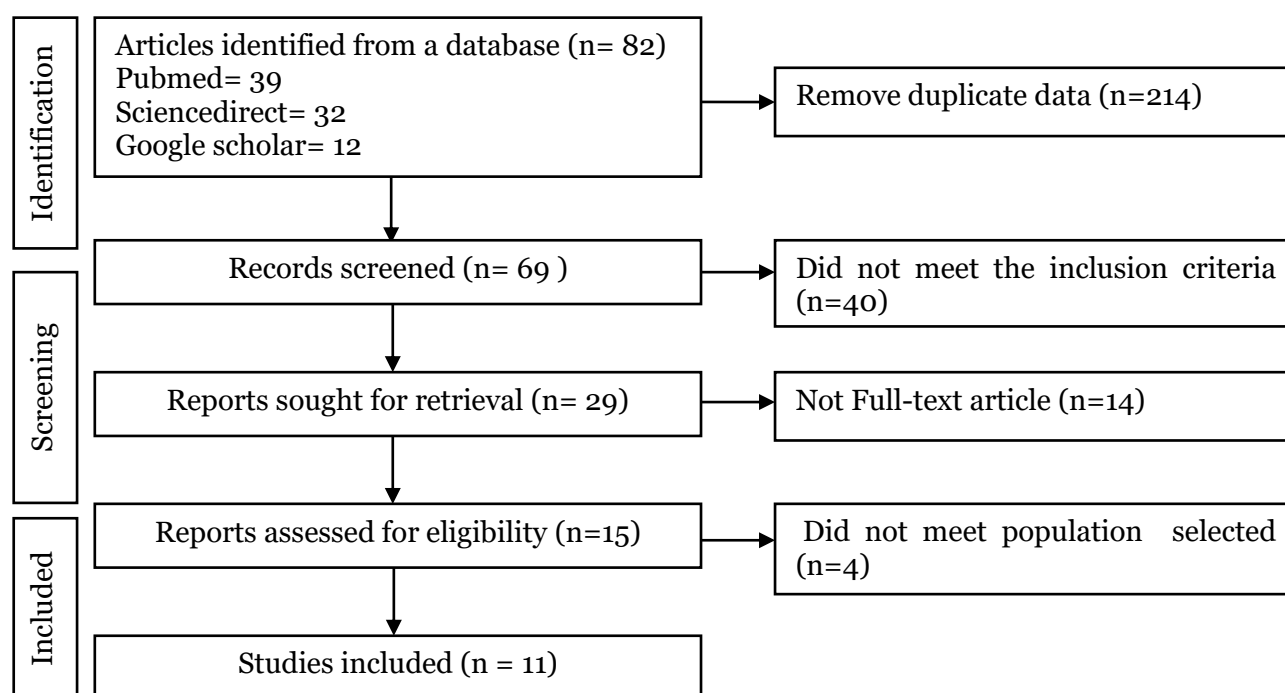 Identification
Articles identified from a database (n= 82)
Pubmed= 39
Sciencedirect= 32
Google scholar= 12
Remove duplicate data (n=214)
Screening
Records screened (n= 69 )
Did not meet the inclusion criteria
(n=40)
Reports sought for retrieval (n= 29)
Not Full-text article (n=14)
Included
Reports assessed for eligibility (n=15)
Did not meet population selected
(n=4)
Studies included (n = 11)